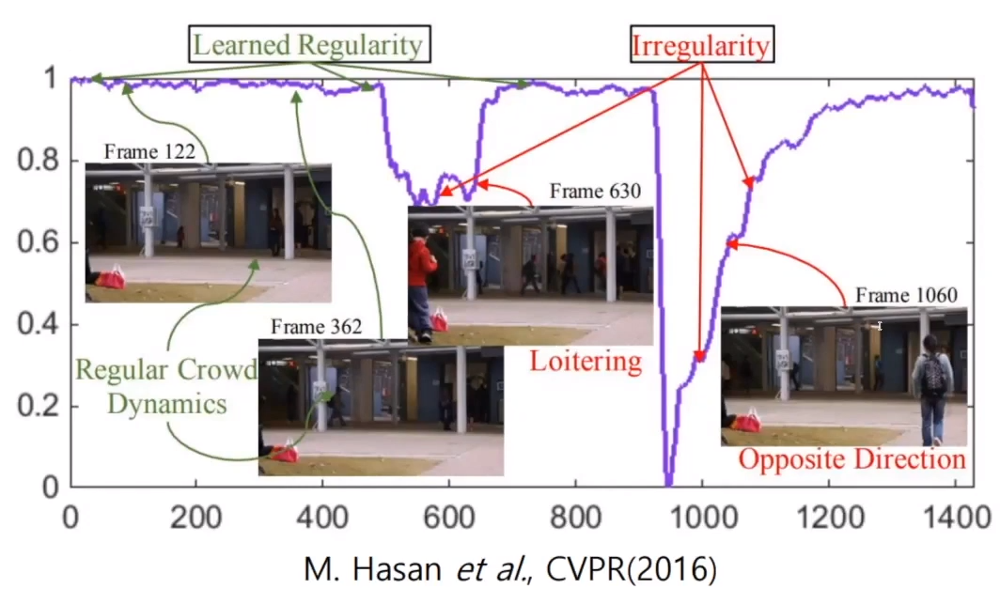 Learned Regularity
Irregularity
1
0.8
0.6
0.4
0.2
0
Frame 122
Frame 630
Frame 1060
Frame 362
Regular Crowd
Dynamics
Loitering
Opposite Direction
0 200 400 600 800 1000 1200 1400
M. Hasan et al., CVPR(2016)